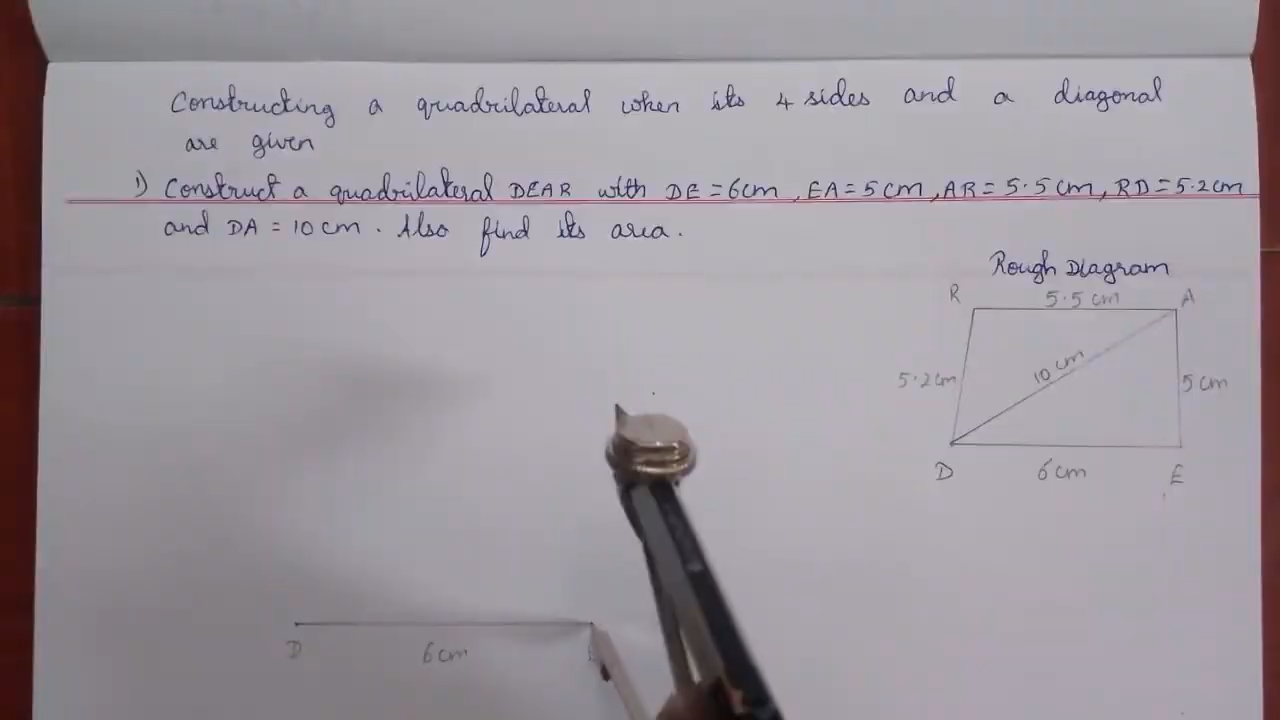 Constructing a quadrilateral when its 4 sides and a diagonal
are given
1) Construct a quadrilateral DEAR with DE = 6cm, EA = 5cm, AR = 5.5cm, RD = 5.2cm
and DA = 10cm. Also find its area.
Rough Diagram
R 5.5 cm A
5.2cm 10 cm 5 cm
D 6cm E
D 6cm